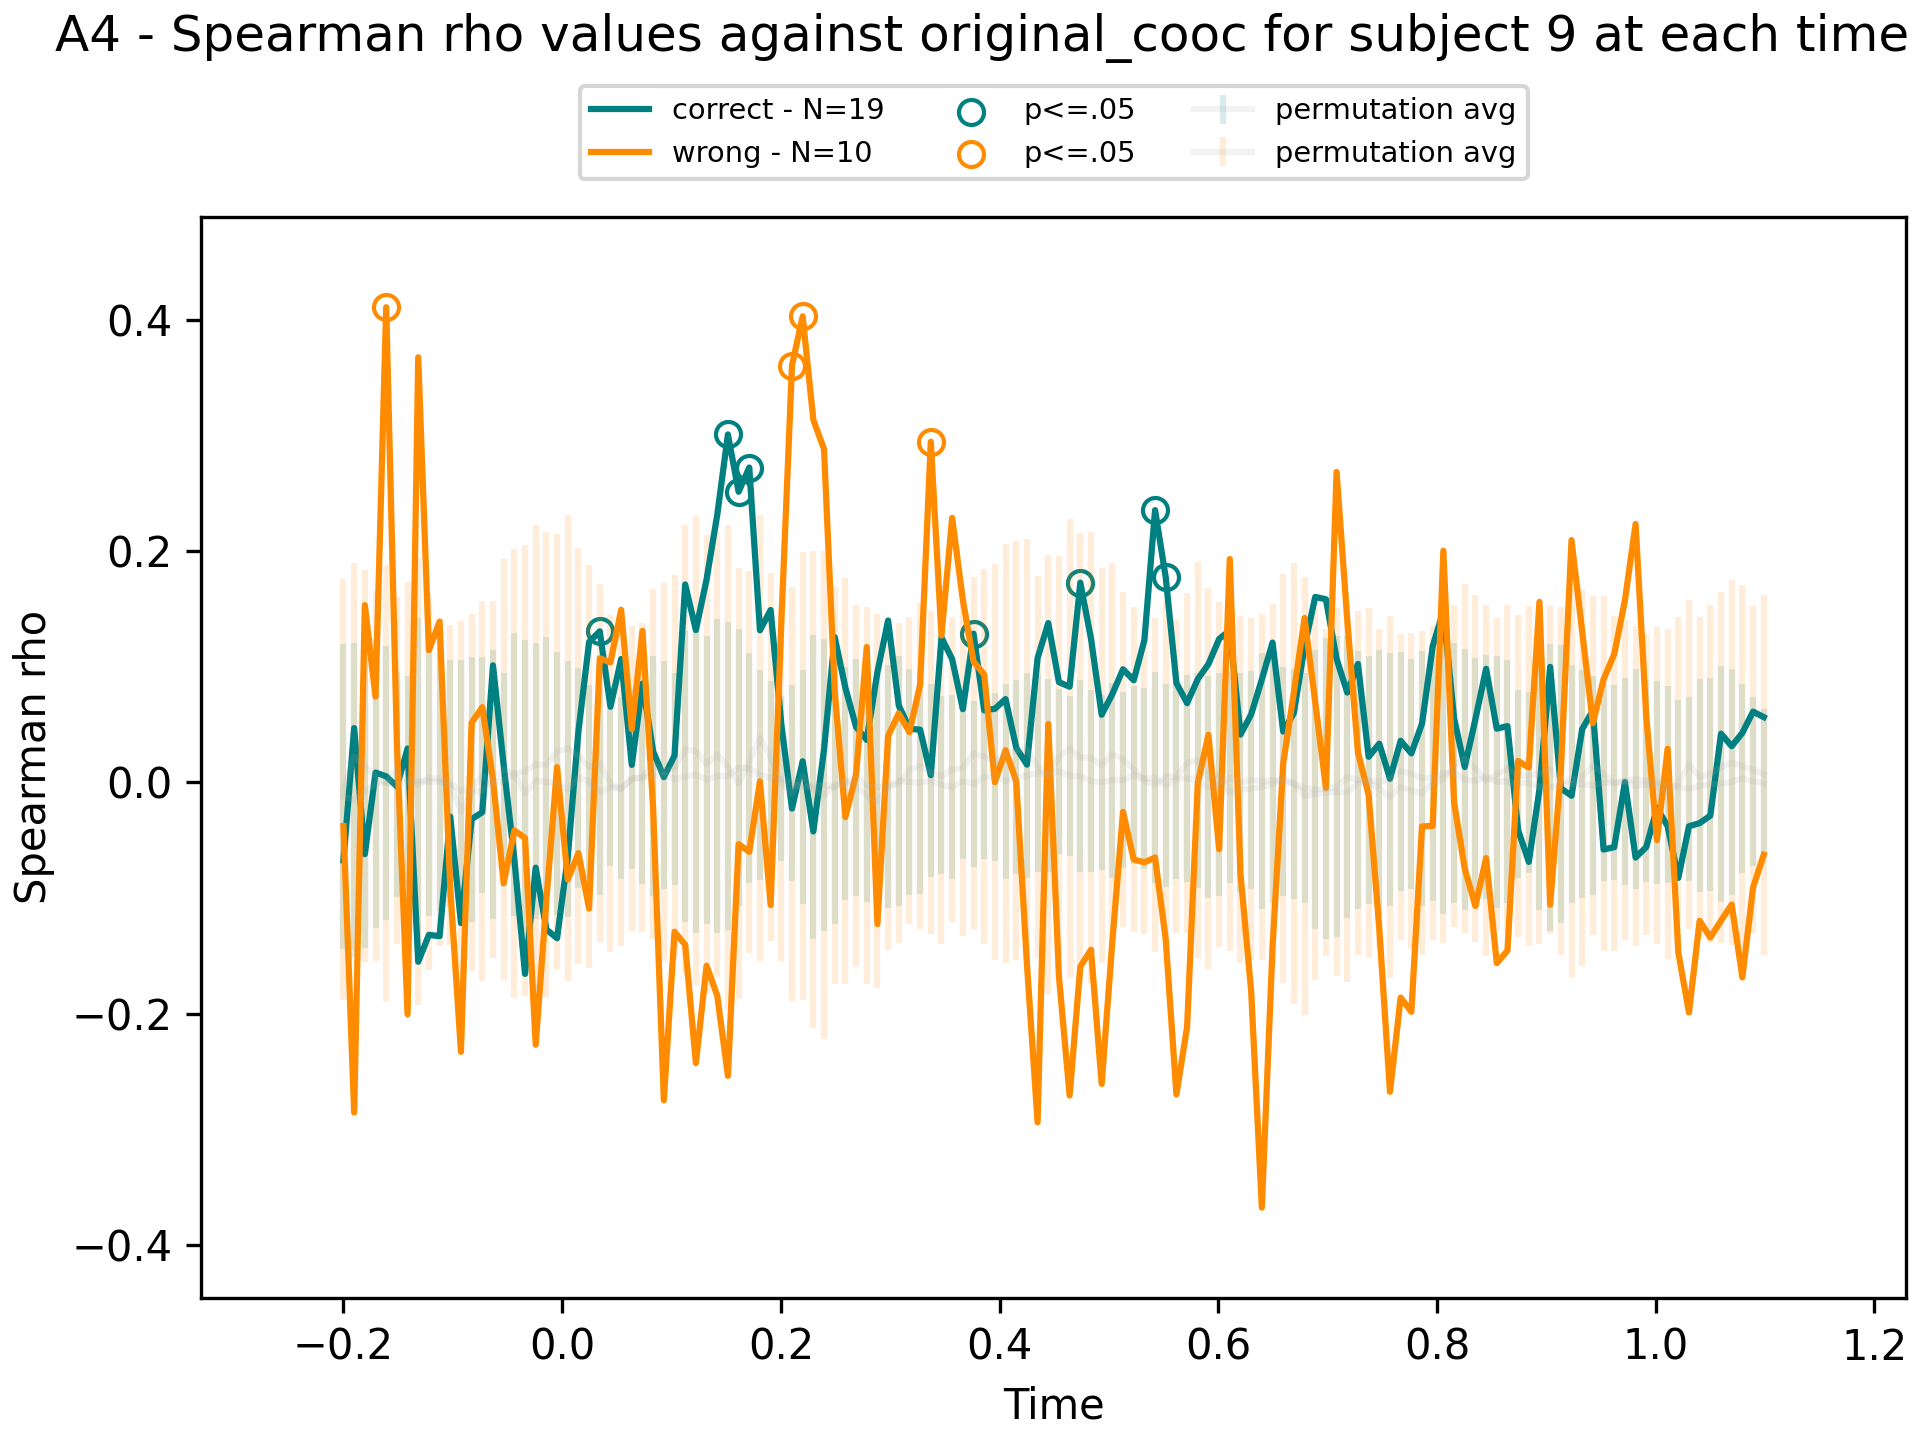 A4 - Spearman rho values against original_cooc for subject 9 at each time
correct - N=19
wrong - N=10
p<=.05
p<=.05
permutation avg
permutation avg
Spearman rho
0.4
0.2
0.0
−0.2
−0.4
−0.2
0.0
0.2
0.4
0.6
0.8
1.0
1.2
Time